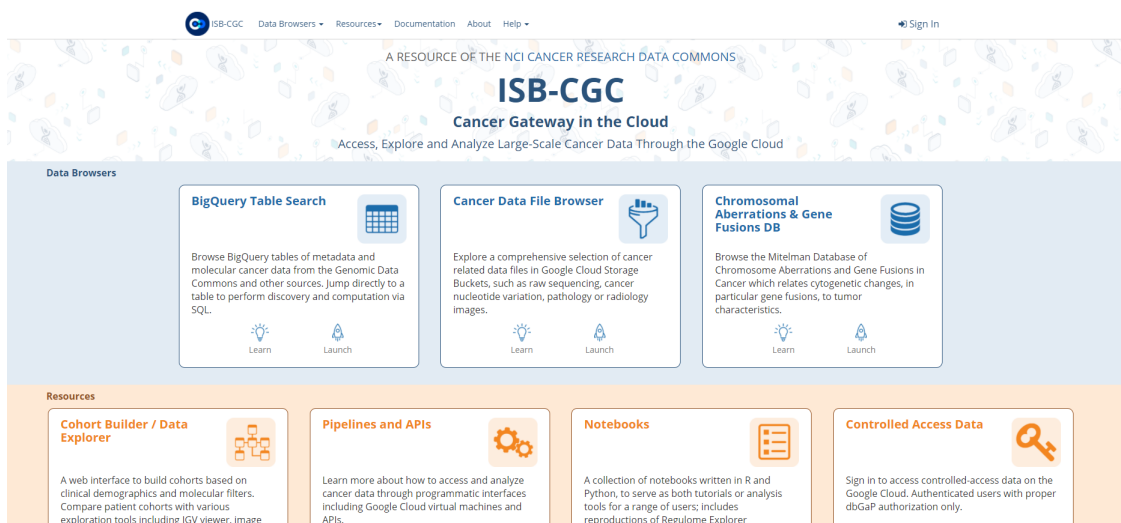 ISB-CGC Data Browsers Resources Documentation About Help Sign In
A RESOURCE OF THE NCI CANCER RESEARCH DATA COMMONS
ISB-CGC
Cancer Gateway in the Cloud
Access, Explore and Analyze Large-Scale Cancer Data Through the Google Cloud
Data Browsers
BigQuery Table Search
Browse BigQuery tables of metadata and
molecular cancer data from the Genomic Data
Commons and other sources. Jump directly to a
table to perform discovery and computation via
SQL.
Learn Launch
Cancer Data File Browser
Explore a comprehensive selection of cancer
related data files in Google Cloud Storage
Buckets, such as raw sequencing, cancer
nucleotide variation, pathology or radiology
images.
Learn Launch
Chromosomal
Aberrations & Gene
Fusions DB
Browse the Mitelman Database of
Chromosome Aberrations and Gene Fusions in
Cancer which relates cytogenetic changes, in
particular gene fusions, to tumor
characteristics.
Learn Launch
Resources
Cohort Builder / Data
Explorer
A web interface to build cohorts based on
clinical demographics and molecular filters.
Compare patient cohorts with various
exploration tools including IGV viewer, image
Pipelines and APIs
Learn more about how to access and analyze
cancer data through programmatic interfaces
including Google Cloud virtual machines and
APIs.
Notebooks
A collection of notebooks written in R and
Python, to serve as both tutorials or analysis
tools for a range of users; includes
reproductions of Regulome Explorer
Controlled Access Data
Sign in to access controlled-access data on the
Google Cloud. Authenticated users with proper
dbGaP authorization only.